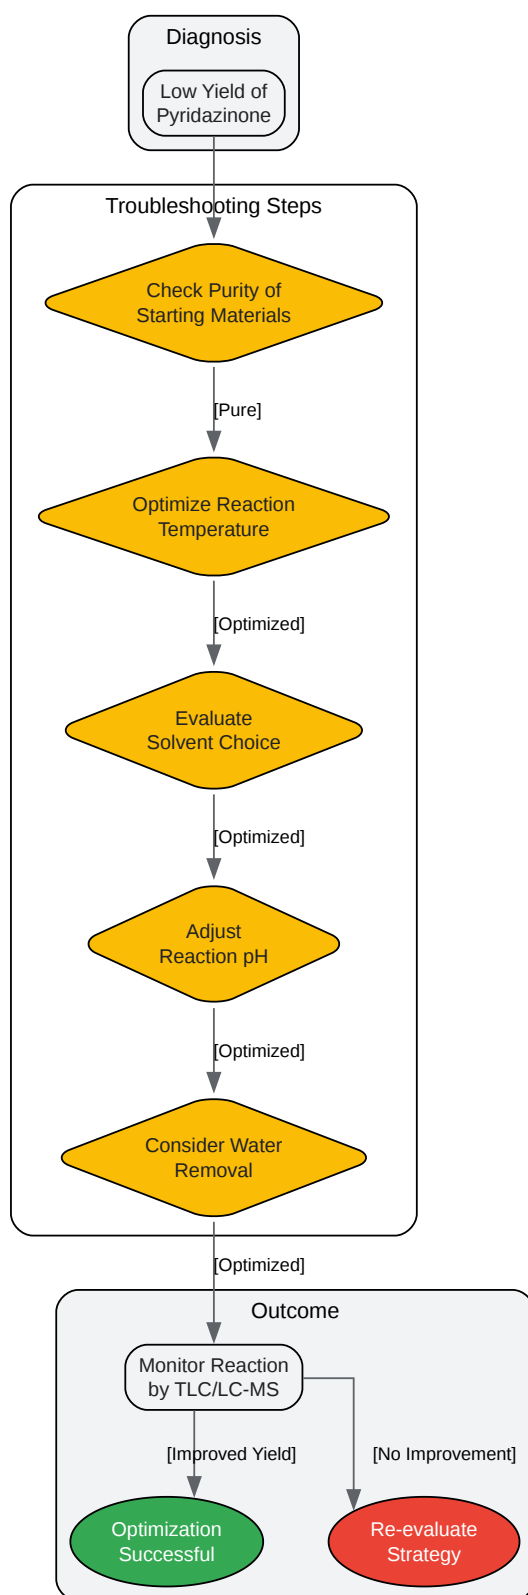 Diagnosis
Low Yield of
Pyridazinone
Troubleshooting Steps
Check Purity of
Starting Materials
[Pure]
Optimize Reaction
Temperature
[Optimized]
Evaluate
Solvent Choice
[Optimized]
Adjust
Reaction pH
[Optimized]
Consider Water
Removal
[Optimized]
Outcome
Monitor Reaction
by TLC/LC-MS
[Improved Yield]
[No Improvement]
Optimization
Successful
Re-evaluate
Strategy